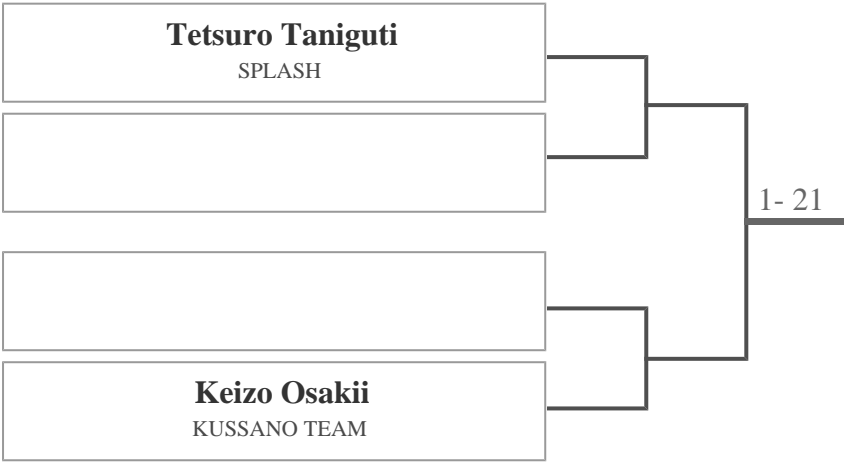 Tetsuro Taniguti
SPLASH
1- 21
Keizo Osakii
KUSSANO TEAM